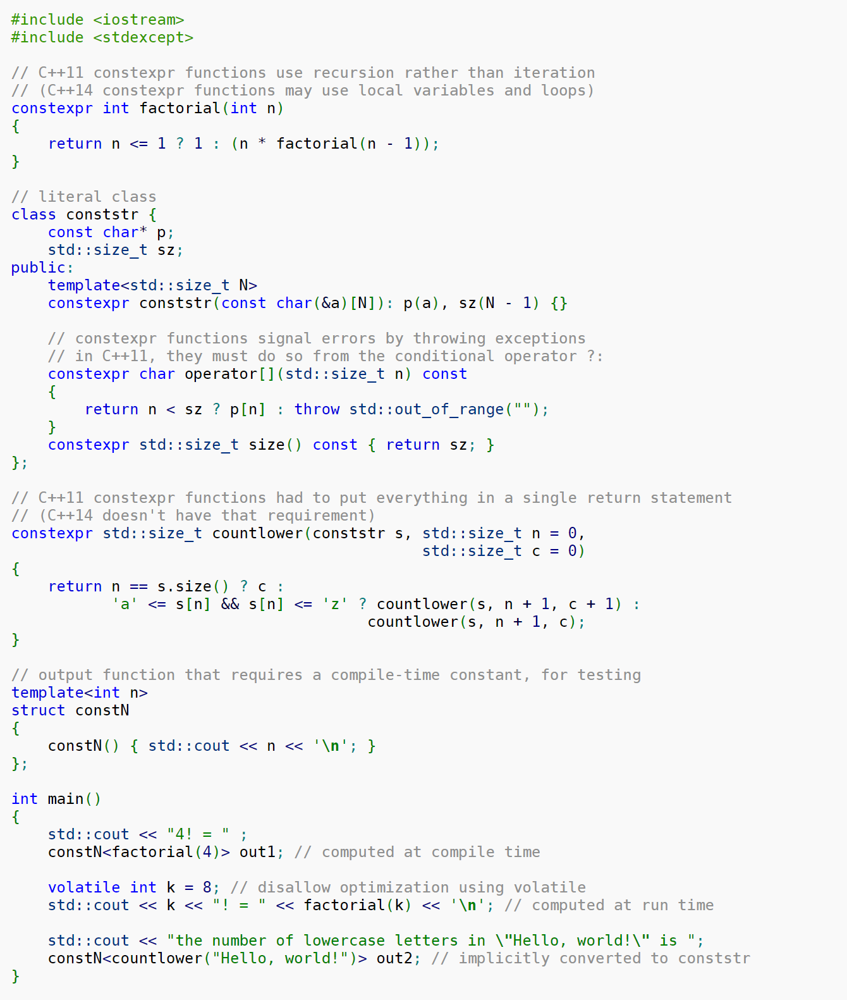 #include <iostream>
#include <stdexcept>

// C++11 constexpr functions use recursion rather than iteration
// (C++14 constexpr functions may use local variables and loops)
constexpr int factorial(int n)
{
    return n <= 1 ? 1 : (n * factorial(n - 1));
}

// literal class
class conststr {
    const char* p;
    std::size_t sz;
public:
    template<std::size_t N>
    constexpr conststr(const char(&a)[N]): p(a), sz(N - 1) {}

    // constexpr functions signal errors by throwing exceptions
    // in C++11, they must do so from the conditional operator ?:
    constexpr char operator[](std::size_t n) const
    {
        return n < sz ? p[n] : throw std::out_of_range("");
    }
    constexpr std::size_t size() const { return sz; }
};

// C++11 constexpr functions had to put everything in a single return statement
// (C++14 doesn't have that requirement)
constexpr std::size_t countlower(conststr s, std::size_t n = 0,
                                             std::size_t c = 0)
{
    return n == s.size() ? c :
           'a' <= s[n] && s[n] <= 'z' ? countlower(s, n + 1, c + 1) :
                                       countlower(s, n + 1, c);
}

// output function that requires a compile-time constant, for testing
template<int n>
struct constN
{
    constN() { std::cout << n << '\n'; }
};

int main()
{
    std::cout << "4! = " ;
    constN<factorial(4)> out1; // computed at compile time

    volatile int k = 8; // disallow optimization using volatile
    std::cout << k << "! = " << factorial(k) << '\n'; // computed at run time

    std::cout << "the number of lowercase letters in \"Hello, world!\" is ";
    constN<countlower("Hello, world!")> out2; // implicitly converted to conststr
}